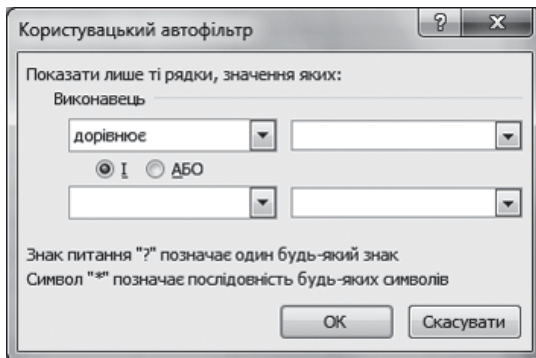 Користувацький автофільтр
Показати лише ті рядки, значення яких:
Виконавець
дорівнює
І АБО
Знак питання "?" позначає один будь-який знак
Символ "*" позначає послідовність будь-яких символів
ОК Скасувати